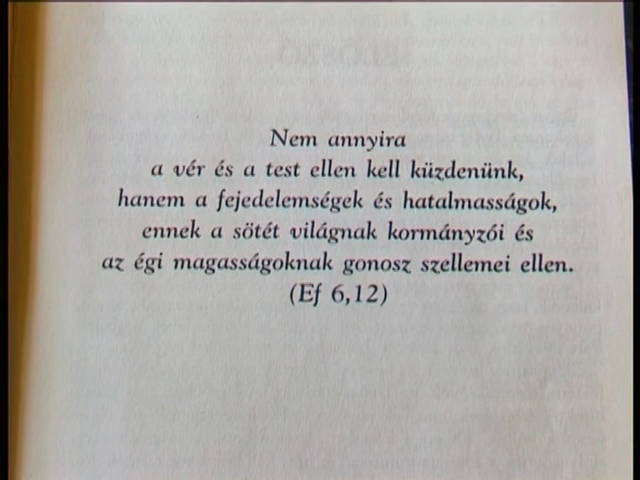 Nem annyira
a vér és a test ellen kell küzdenünk,
hanem a fejedelemségek és hatalmasságok,
ennek a sötét világnak kormányzói és
az égi magasságoknak gonosz szellemei ellen.
(Ef 6,12)